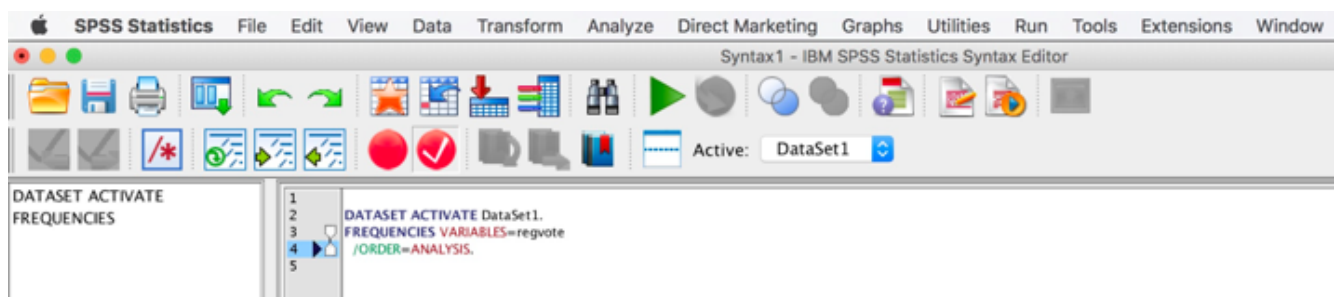 SPSS Statistics File Edit View Data Transform Analyze Direct Marketing Graphs Utilities Run Tools Extensions Window
Syntax1 - IBM SPSS Statistics Syntax Editor
/*
Active: DataSet1
DATASET ACTIVATE
FREQUENCIES
1
2 DATASET ACTIVATE DataSet1.
3 FREQUENCIES VARIABLES=regvote
4 /ORDER=ANALYSIS.
5